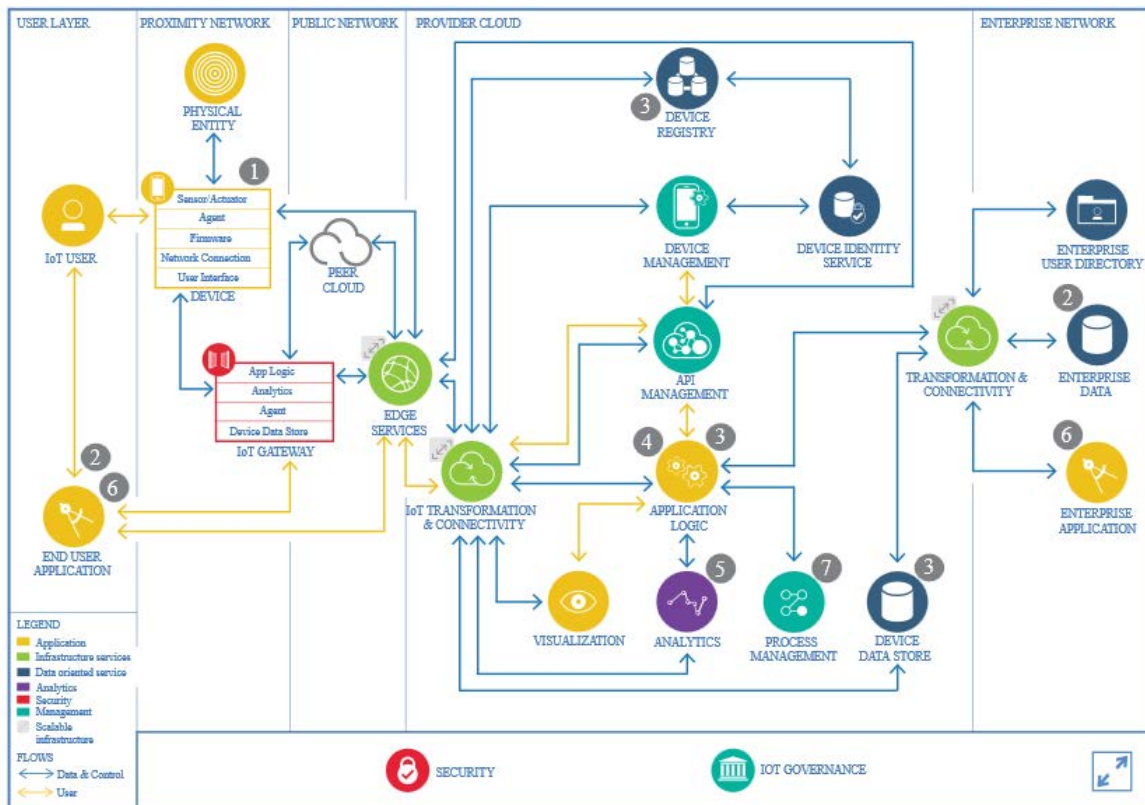 USER LAYER
PROXIMITY NETWORK
PUBLIC NETWORK
PROVIDER CLOUD
ENTERPRISE NETWORK
PHYSICAL
ENTITY
3
DEVICE
REGISTRY
1
Sensor/Actuator
Agent
Firmware
Network Connection
User Interface
DEVICE
IoT USER
PEER
CLOUD
DEVICE
MANAGEMENT
DEVICE IDENTITY
SERVICE
ENTERPRISE
USER DIRECTORY
2
ENTERPRISE
DATA
TRANSFORMATION &
CONNECTIVITY
App Logic
Analytics
Agent
Device Data Store
IoT GATEWAY
EDGE
SERVICES
API
MANAGEMENT
2
6
END USER
APPLICATION
IoT TRANSFORMATION
& CONNECTIVITY
4
3
APPLICATION
LOGIC
6
ENTERPRISE
APPLICATION
VISUALIZATION
5
ANALYTICS
7
PROCESS
MANAGEMENT
3
DEVICE
DATA STORE
LEGEND
Application
Infrastructure services
Data oriented service
Analytics
Security
Management
Scalable
infrastructure
FLOWS
Data & Control
User
SECURITY
IOT GOVERNANCE